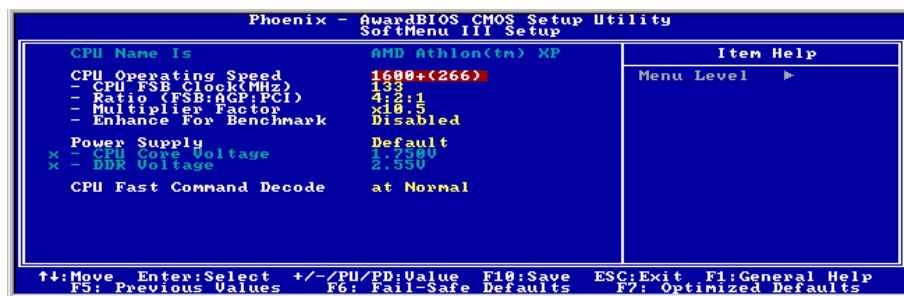 Phoenix - AwardBIOS CMOS Setup Utility
SoftMenu III Setup
CPU Name Is AMD Athlon(tm) XP
Item Help
CPU Operating Speed 1600+(266)
Menu Level ►
- CPU FSB Clock(MHz) 133
- Ratio (FSB:AGP:PCI) 4:2:1
- Multiplier Factor x10.5
- Enhance For Benchmark Disabled
Power Supply Default
x - CPU Core Voltage 1.750V
x - DDR Voltage 2.55V
CPU Fast Command Decode at Normal
↑↓:Move Enter:Select +/-/PU/PD:Value F10:Save ESC:Exit F1:General Help
F5: Previous Values F6: Fail-Safe Defaults F7: Optimized Defaults